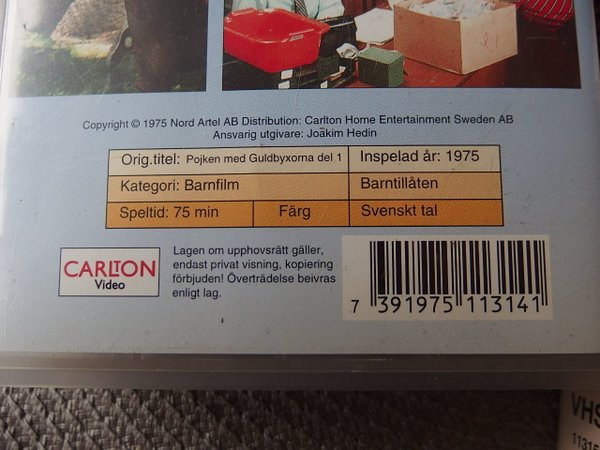 Copyright © 1975 Nord Artel AB Distribution: Carlton Home Entertainment Sweden AB
Ansvarig utgivare: Joakim Hedin
Orig.titel: Pojken med Guldbyxorna del 1
Inspelad år: 1975
Kategori: Barnfilm
Barntillåten
Speltid: 75 min
Färg
Svenskt tal
CARLTON
Video
Lagen om upphovsrätt gäller,
endast privat visning, kopiering
förbjuden! Överträdelse beivras
enligt lag.
7 391975 113141
VHS